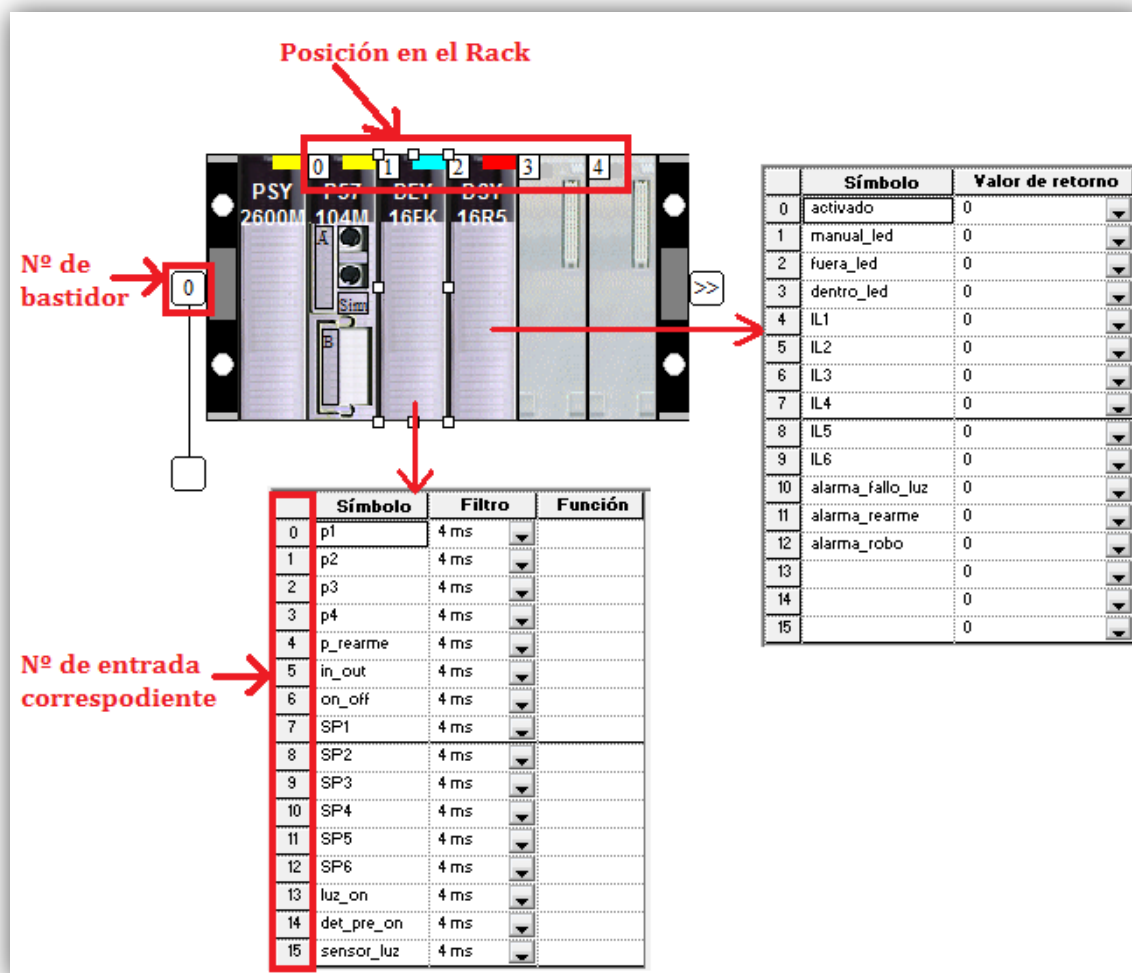 Posición en el Rack
0 1 2 3 4
PSY P57 DEY DSY
2600M 104M 16FK 16R5
A
B
Nº de
bastidor
0
>>
Símbolo Valor de retorno
0 activado 0
1 manual_led 0
2 fuera_led 0
3 dentro_led 0
4 IL1 0
5 IL2 0
6 IL3 0
7 IL4 0
8 IL5 0
9 IL6 0
10 alarma_fallo_luz 0
11 alarma_rearme 0
12 alarma_robo 0
13 0
14 0
15 0
Símbolo Filtro Función
0 p1 4 ms
1 p2 4 ms
2 p3 4 ms
3 p4 4 ms
4 p_rearme 4 ms
5 in_out 4 ms
6 on_off 4 ms
7 SP1 4 ms
8 SP2 4 ms
9 SP3 4 ms
10 SP4 4 ms
11 SP5 4 ms
12 SP6 4 ms
13 luz_on 4 ms
14 det_pre_on 4 ms
15 sensor_luz 4 ms
Nº de entrada
correspodiente